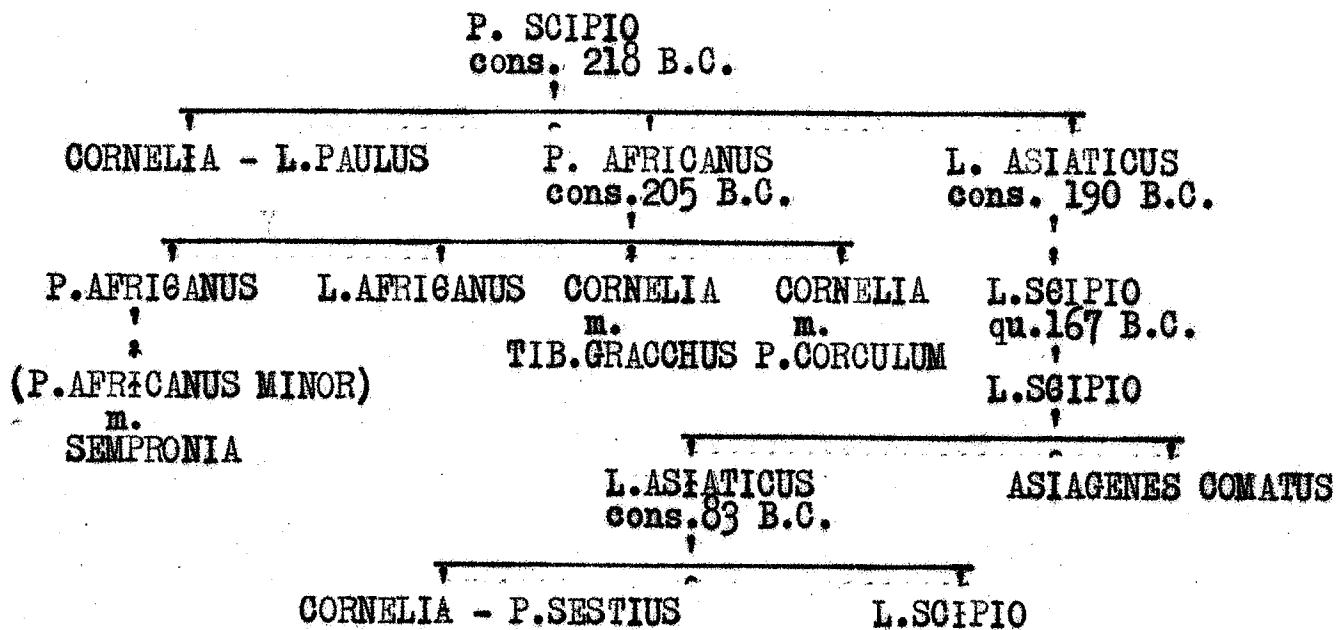 P. SCIPIO
cons. 218 B.C.
CORNELIA - L.PAULUS P. AFRICANUS L. ASIATICUS
cons.205 B.C. cons. 190 B.C.
P.AFRICANUS L.AFRICANUS CORNELIA CORNELIA L.SCIPIO
m. m. qu.167 B.C.
TIB.GRACCHUS P.CORCULUM
(P.AFRICANUS MINOR) L.SCIPIO
m.
SEMPRONIA
L.ASIATICUS ASIAGENES COMATUS
cons.83 B.C.
CORNELIA - P.SESTIUS L.SCIPIO